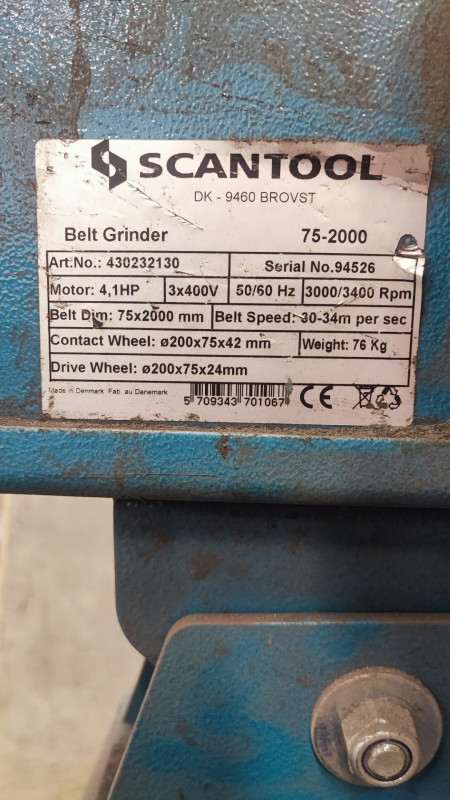 SCANTOOL
DK - 9460 BROVST
Belt Grinder 75-2000
Art.No.: 430232130 Serial No.94526
Motor: 4,1HP 3x400V 50/60 Hz 3000/3400 Rpm
Belt Dim: 75x2000 mm Belt Speed: 30-34m per sec
Contact Wheel: ø200x75x42 mm Weight: 76 Kg
Drive Wheel: ø200x75x24mm
Made in Denmark Fab. au Danemark
5 709343 701067 CE